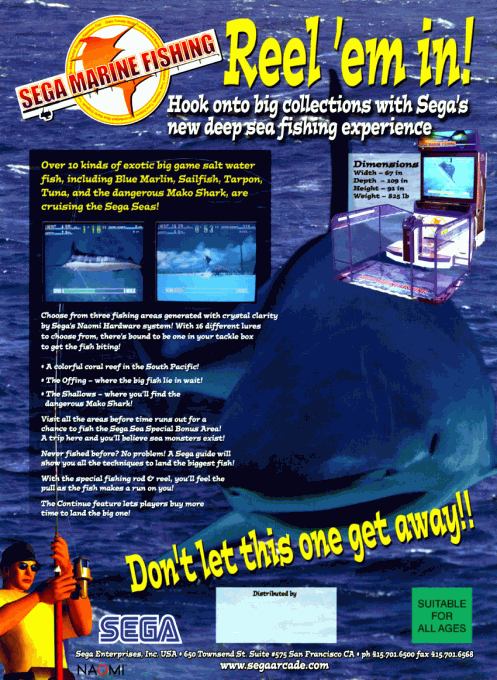 SEGA MARINE FISHING
Reel 'em in!
Hook onto big collections with Sega's
new deep sea fishing experience
Over 10 kinds of exotic big game salt water
fish, including Blue Marlin, Sailfish, Tarpon,
Tuna, and the dangerous Mako Shark, are
cruising the Sega Seas!
Dimensions
Width – 67 in
Depth – 109 in
Height – 91 in
Weight – 825 lb
Choose from three fishing areas generated with crystal clarity
by Sega's Naomi Hardware system! With 16 different lures
to choose from, there's bound to be one in your tackle box
to get the fish biting!
• A colorful coral reef in the South Pacific!
• The Offing – where the big fish lie in wait!
• The Shallows – where you'll find the
dangerous Mako Shark!
Visit all the areas before time runs out for a
chance to fish the Sega Sea Special Bonus Area!
A trip here and you'll believe sea monsters exist!
Never fished before? No problem! A Sega guide will
show you all the techniques to land the biggest fish!
With the special fishing rod & reel, you'll feel the
pull as the fish makes a run on you!
The Continue feature lets players buy more
time to land the big one!
Don't let this one get away!!
SEGA
Distributed by
SUITABLE
FOR
ALL AGES
Sega Enterprises, Inc. USA • 650 Townsend St. Suite #575 San Francisco CA • ph 415.701.6500 fax 415.701.6568
NAOMI
www.segaarcade.com